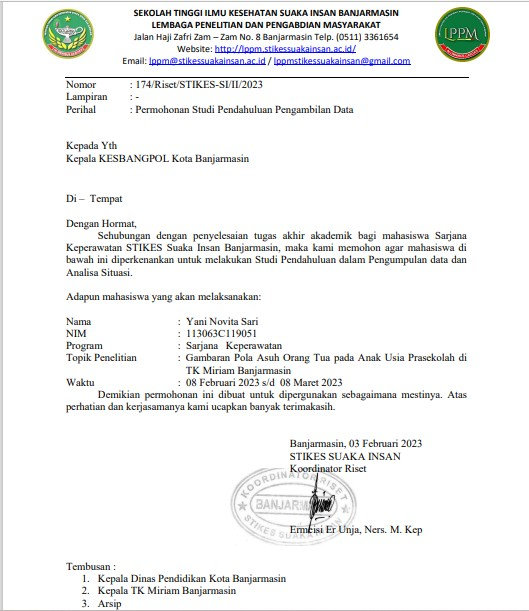 SEKOLAH TINGGI ILMU KESEHATAN SUAKA INSAN BANJARMASIN
LEMBAGA PENELITIAN DAN PENGABDIAN MASYARAKAT
Jalan Haji Zafri Zam – Zam No. 8 Banjarmasin Telp. (0511) 3361654
Website: http://lppm.stikessuakainsan.ac.id/
Email: lppm@stikessuakainsan.ac.id / lppmstikessuakainsan@gmail.com
LPPM
Nomor : 174/Riset/STIKES-SI/II/2023
Lampiran : -
Perihal : Permohonan Studi Pendahuluan Pengambilan Data
Kepada Yth
Kepala KESBANGPOL Kota Banjarmasin
Di – Tempat
Dengan Hormat,
Sehubungan dengan penyelesaian tugas akhir akademik bagi mahasiswa Sarjana
Keperawatan STIKES Suaka Insan Banjarmasin, maka kami memohon agar mahasiswa di
bawah ini diperkenankan untuk melakukan Studi Pendahuluan dalam Pengumpulan data dan
Analisa Situasi.
Adapun mahasiswa yang akan melaksanakan:
Nama : Yani Novita Sari
NIM : 113063C119051
Program : Sarjana Keperawatan
Topik Penelitian : Gambaran Pola Asuh Orang Tua pada Anak Usia Prasekolah di
TK Miriam Banjarmasin
Waktu : 08 Februari 2023 s/d 08 Maret 2023
Demikian permohonan ini dibuat untuk dipergunakan sebagaimana mestinya. Atas
perhatian dan kerjasamanya kami ucapkan banyak terimakasih.
Banjarmasin, 03 Februari 2023
STIKES SUAKA INSAN
Koordinator Riset
KOORDINATOR RISET
BANJARM
STIKES SUAKA
Ermeisi Er Unja, Ners. M. Kep
Tembusan :
1. Kepala Dinas Pendidikan Kota Banjarmasin
2. Kepala TK Miriam Banjarmasin
3. Arsip